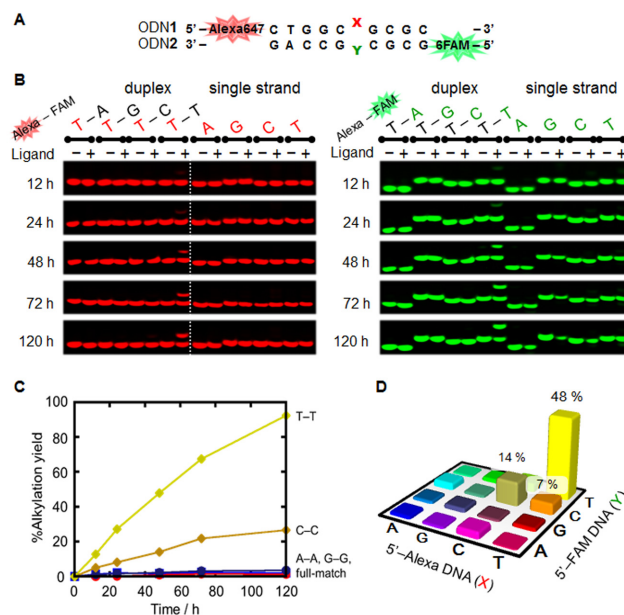 A
ODN1 5'– Alexa647 C T G G C X G C G C –3'
ODN2 3'– G A C C G Y C G C G 6FAM –5'
B
duplex single strand
Alexa – FAM T–A T–G T–C T–T A G C T
Ligand – + – + – + – + – + – + – + – +
12 h
24 h
48 h
72 h
120 h
duplex single strand
Alexa – FAM T–A T–G T–C T–T A G C T
Ligand – + – + – + – + – + – + – + – +
12 h
24 h
48 h
72 h
120 h
C
%Alkylation yield
100
80
60
40
20
0
0 20 40 60 80 100 120
Time / h
T–T
C–C
A–A, G–G,
full-match
D
48 %
14 %
7 %
A G C T
5'–Alexa DNA (X)
A G C T
5'–FAM DNA (Y)